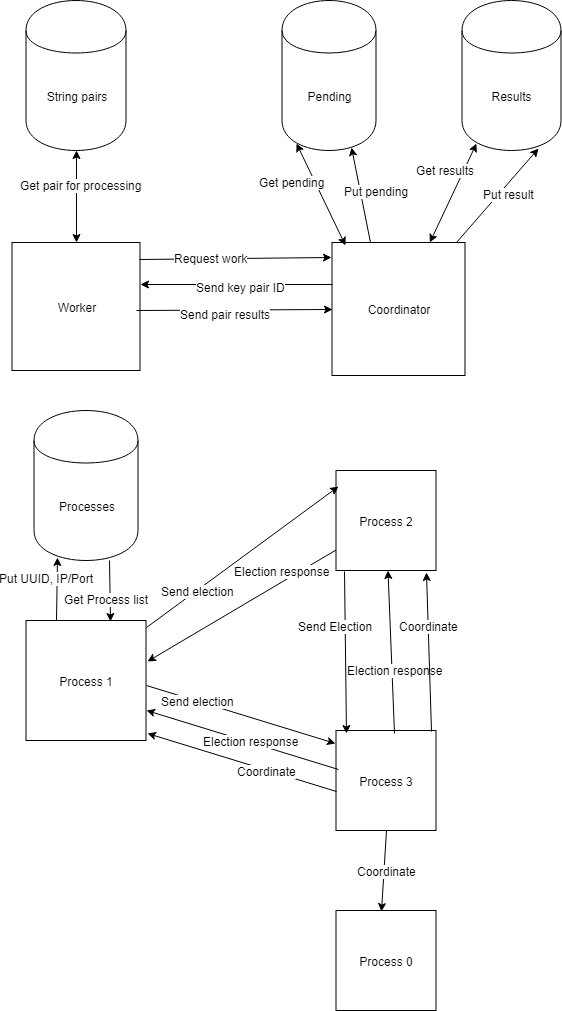 String pairs
Pending
Results
Get pair for processing
Get pending
Put pending
Get results
Put result
Worker
Request work
Send key pair ID
Send pair results
Coordinator
Processes
Put UUID, IP/Port
Get Process list
Process 1
Send election
Election response
Process 2
Send Election
Coordinate
Election response
Send election
Election response
Coordinate
Process 3
Coordinate
Process 0